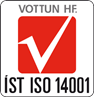 VOTTUN HF.
ÍST ISO 14001